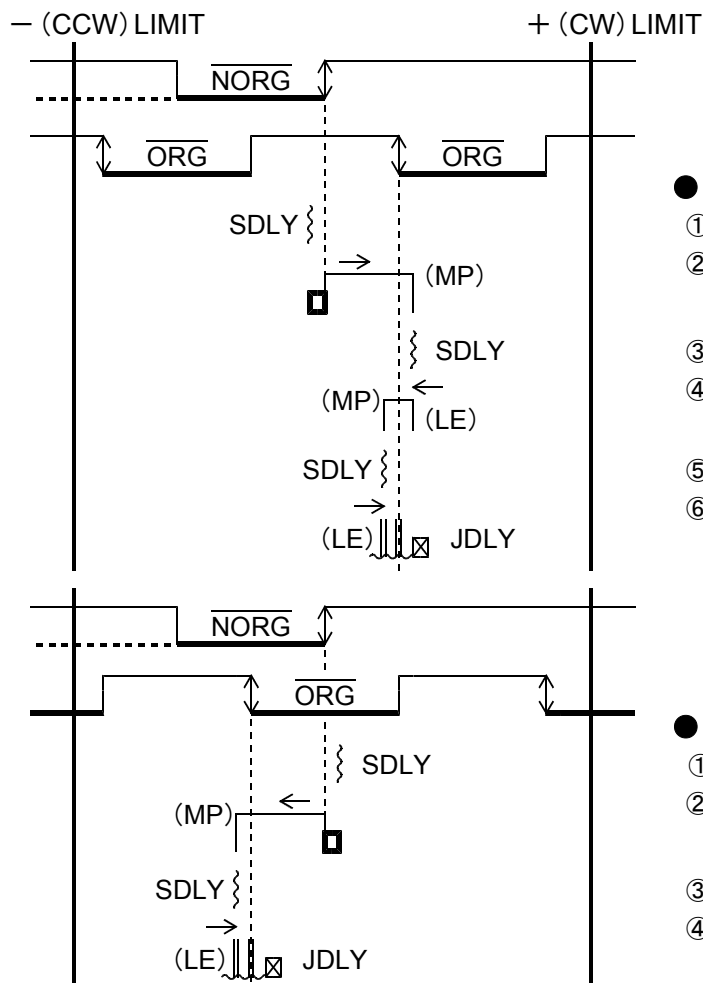 －(CCW) LIMIT ＋(CW) LIMIT
NORG
ORG ORG
●
①
SDLY
②
(MP)
③
SDLY
④
(MP)
(LE)
⑤
SDLY
⑥
(LE) JDLY
NORG
ORG
●
①
SDLY
②
(MP)
③
SDLY
④
(LE) JDLY